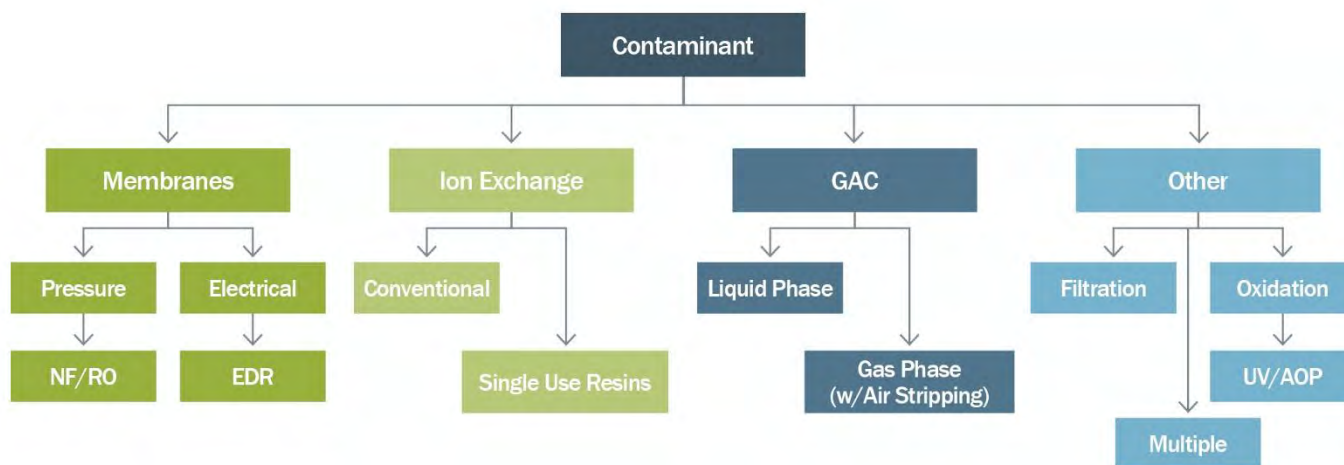 Contaminant
Membranes
Ion Exchange
GAC
Other
Pressure
Electrical
Conventional
Liquid Phase
Filtration
Oxidation
NF/RO
EDR
Single Use Resins
Gas Phase
(w/Air Stripping)
UV/AOP
Multiple